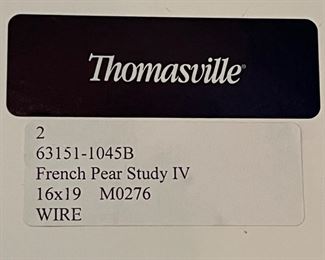 Thomasville®
2
63151-1045B
French Pear Study IV
16x19 M0276
WIRE